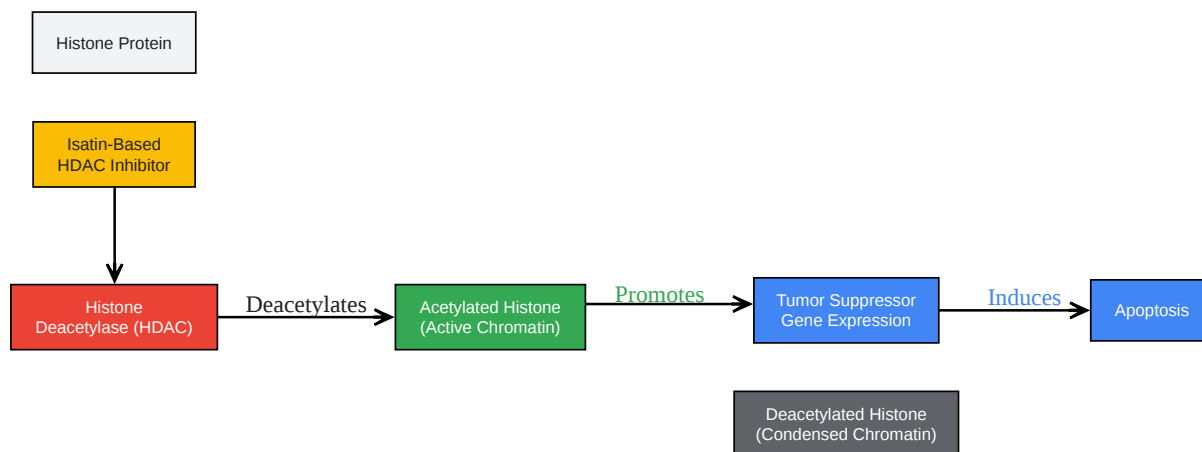 Histone Protein
Isatin-Based
HDAC Inhibitor
Histone
Deacetylase (HDAC)
Deacetylates
Acetylated Histone
(Active Chromatin)
Promotes
Tumor Suppressor
Gene Expression
Induces
Apoptosis
Deacetylated Histone
(Condensed Chromatin)